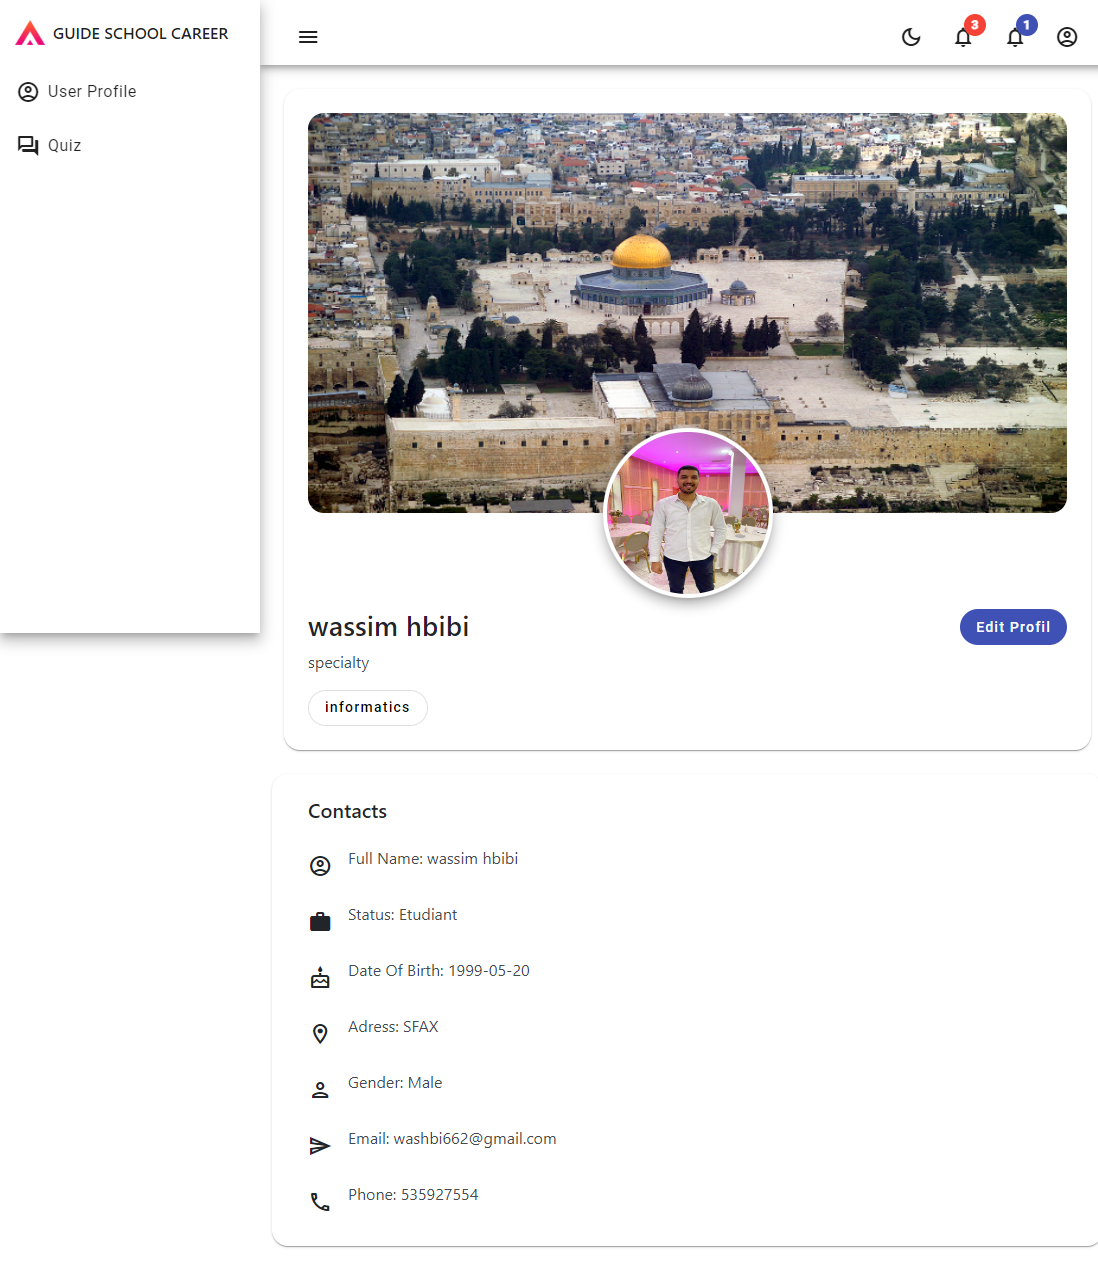 GUIDE SCHOOL CAREER
3
1
User Profile
Quiz
wassim hbibi
Edit Profil
specialty
informatics
Contacts
Full Name: wassim hbibi
Status: Etudiant
Date Of Birth: 1999-05-20
Adress: SFAX
Gender: Male
Email: washbi662@gmail.com
Phone: 535927554